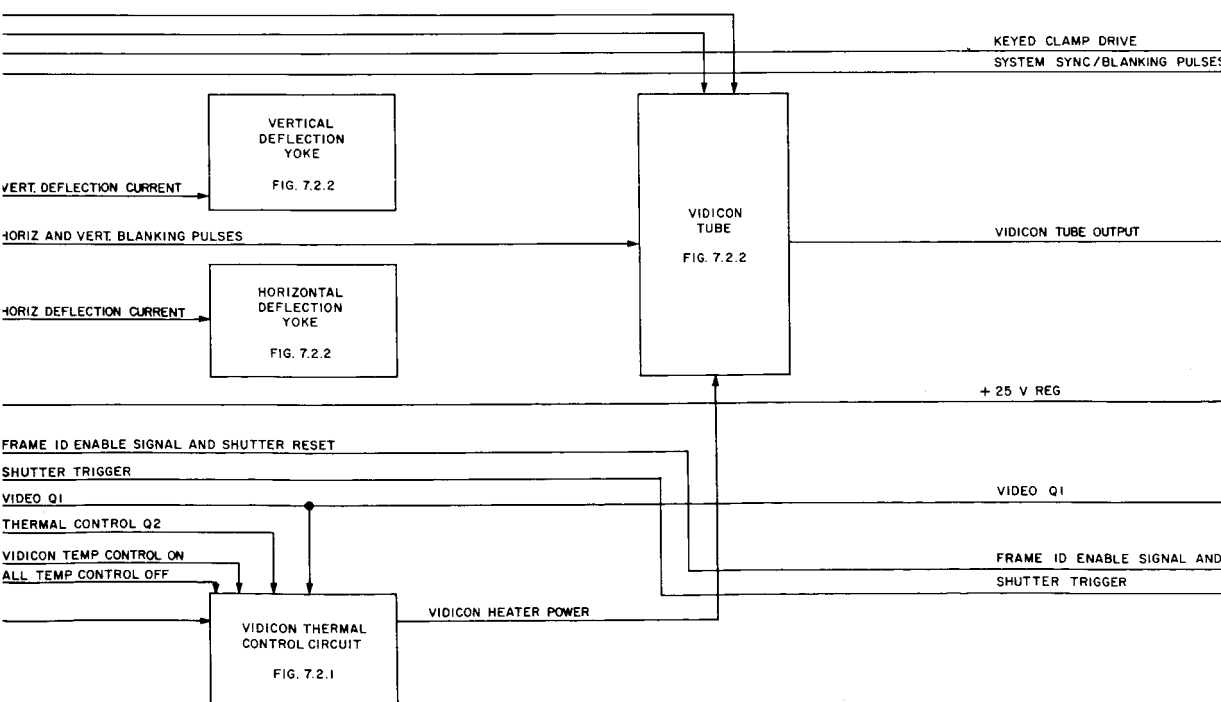 KEYED CLAMP DRIVE
SYSTEM SYNC/BLANKING PULSES
VERTICAL
DEFLECTION
YOKE
FIG. 7.2.2
VERT. DEFLECTION CURRENT
HORIZ AND VERT. BLANKING PULSES
VIDICON
TUBE
FIG. 7.2.2
VIDICON TUBE OUTPUT
HORIZONTAL
DEFLECTION
YOKE
FIG. 7.2.2
HORIZ DEFLECTION CURRENT
+ 25 V REG
FRAME ID ENABLE SIGNAL AND SHUTTER RESET
SHUTTER TRIGGER
VIDEO Q1
VIDEO Q1
THERMAL CONTROL Q2
VIDICON TEMP CONTROL ON
ALL TEMP CONTROL OFF
FRAME ID ENABLE SIGNAL AND
SHUTTER TRIGGER
VIDICON HEATER POWER
VIDICON THERMAL
CONTROL CIRCUIT
FIG. 7.2.1